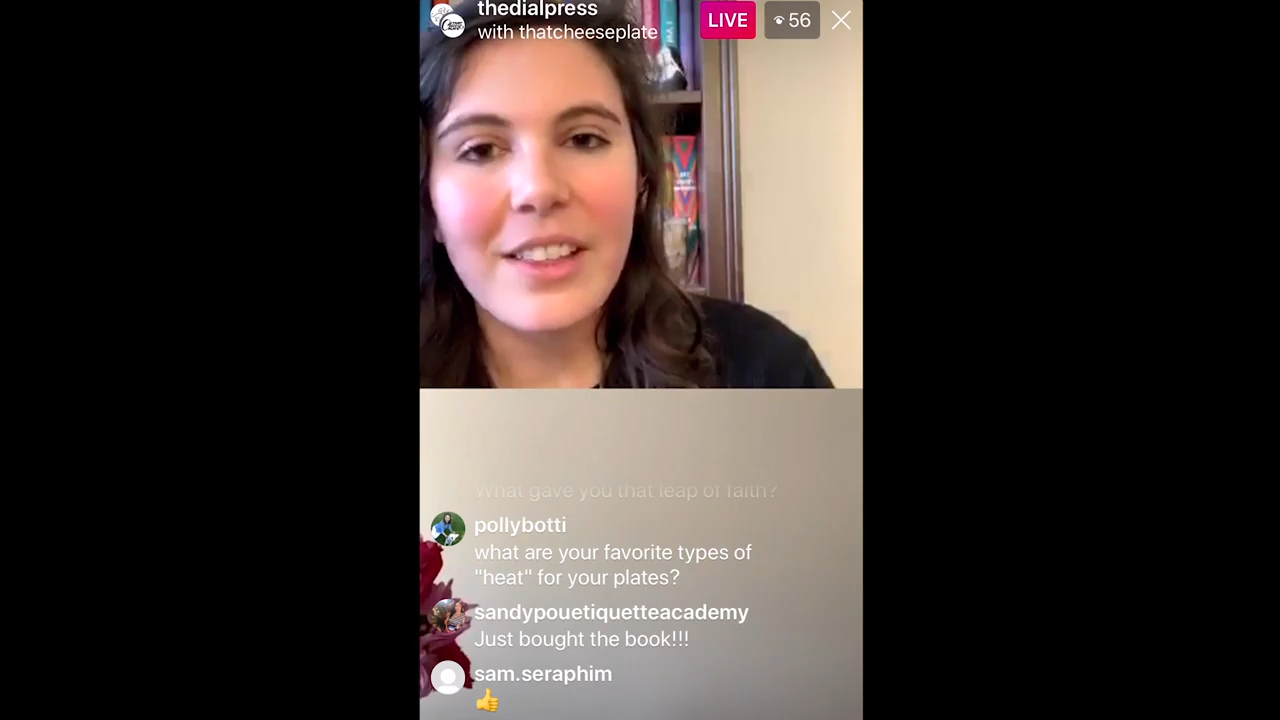 thedialpress
with thatcheeseplate
LIVE
56
What gave you that leap of faith?
pollybotti
what are your favorite types of
"heat" for your plates?
sandypouetiquetteacademy
Just bought the book!!!
sam.seraphim